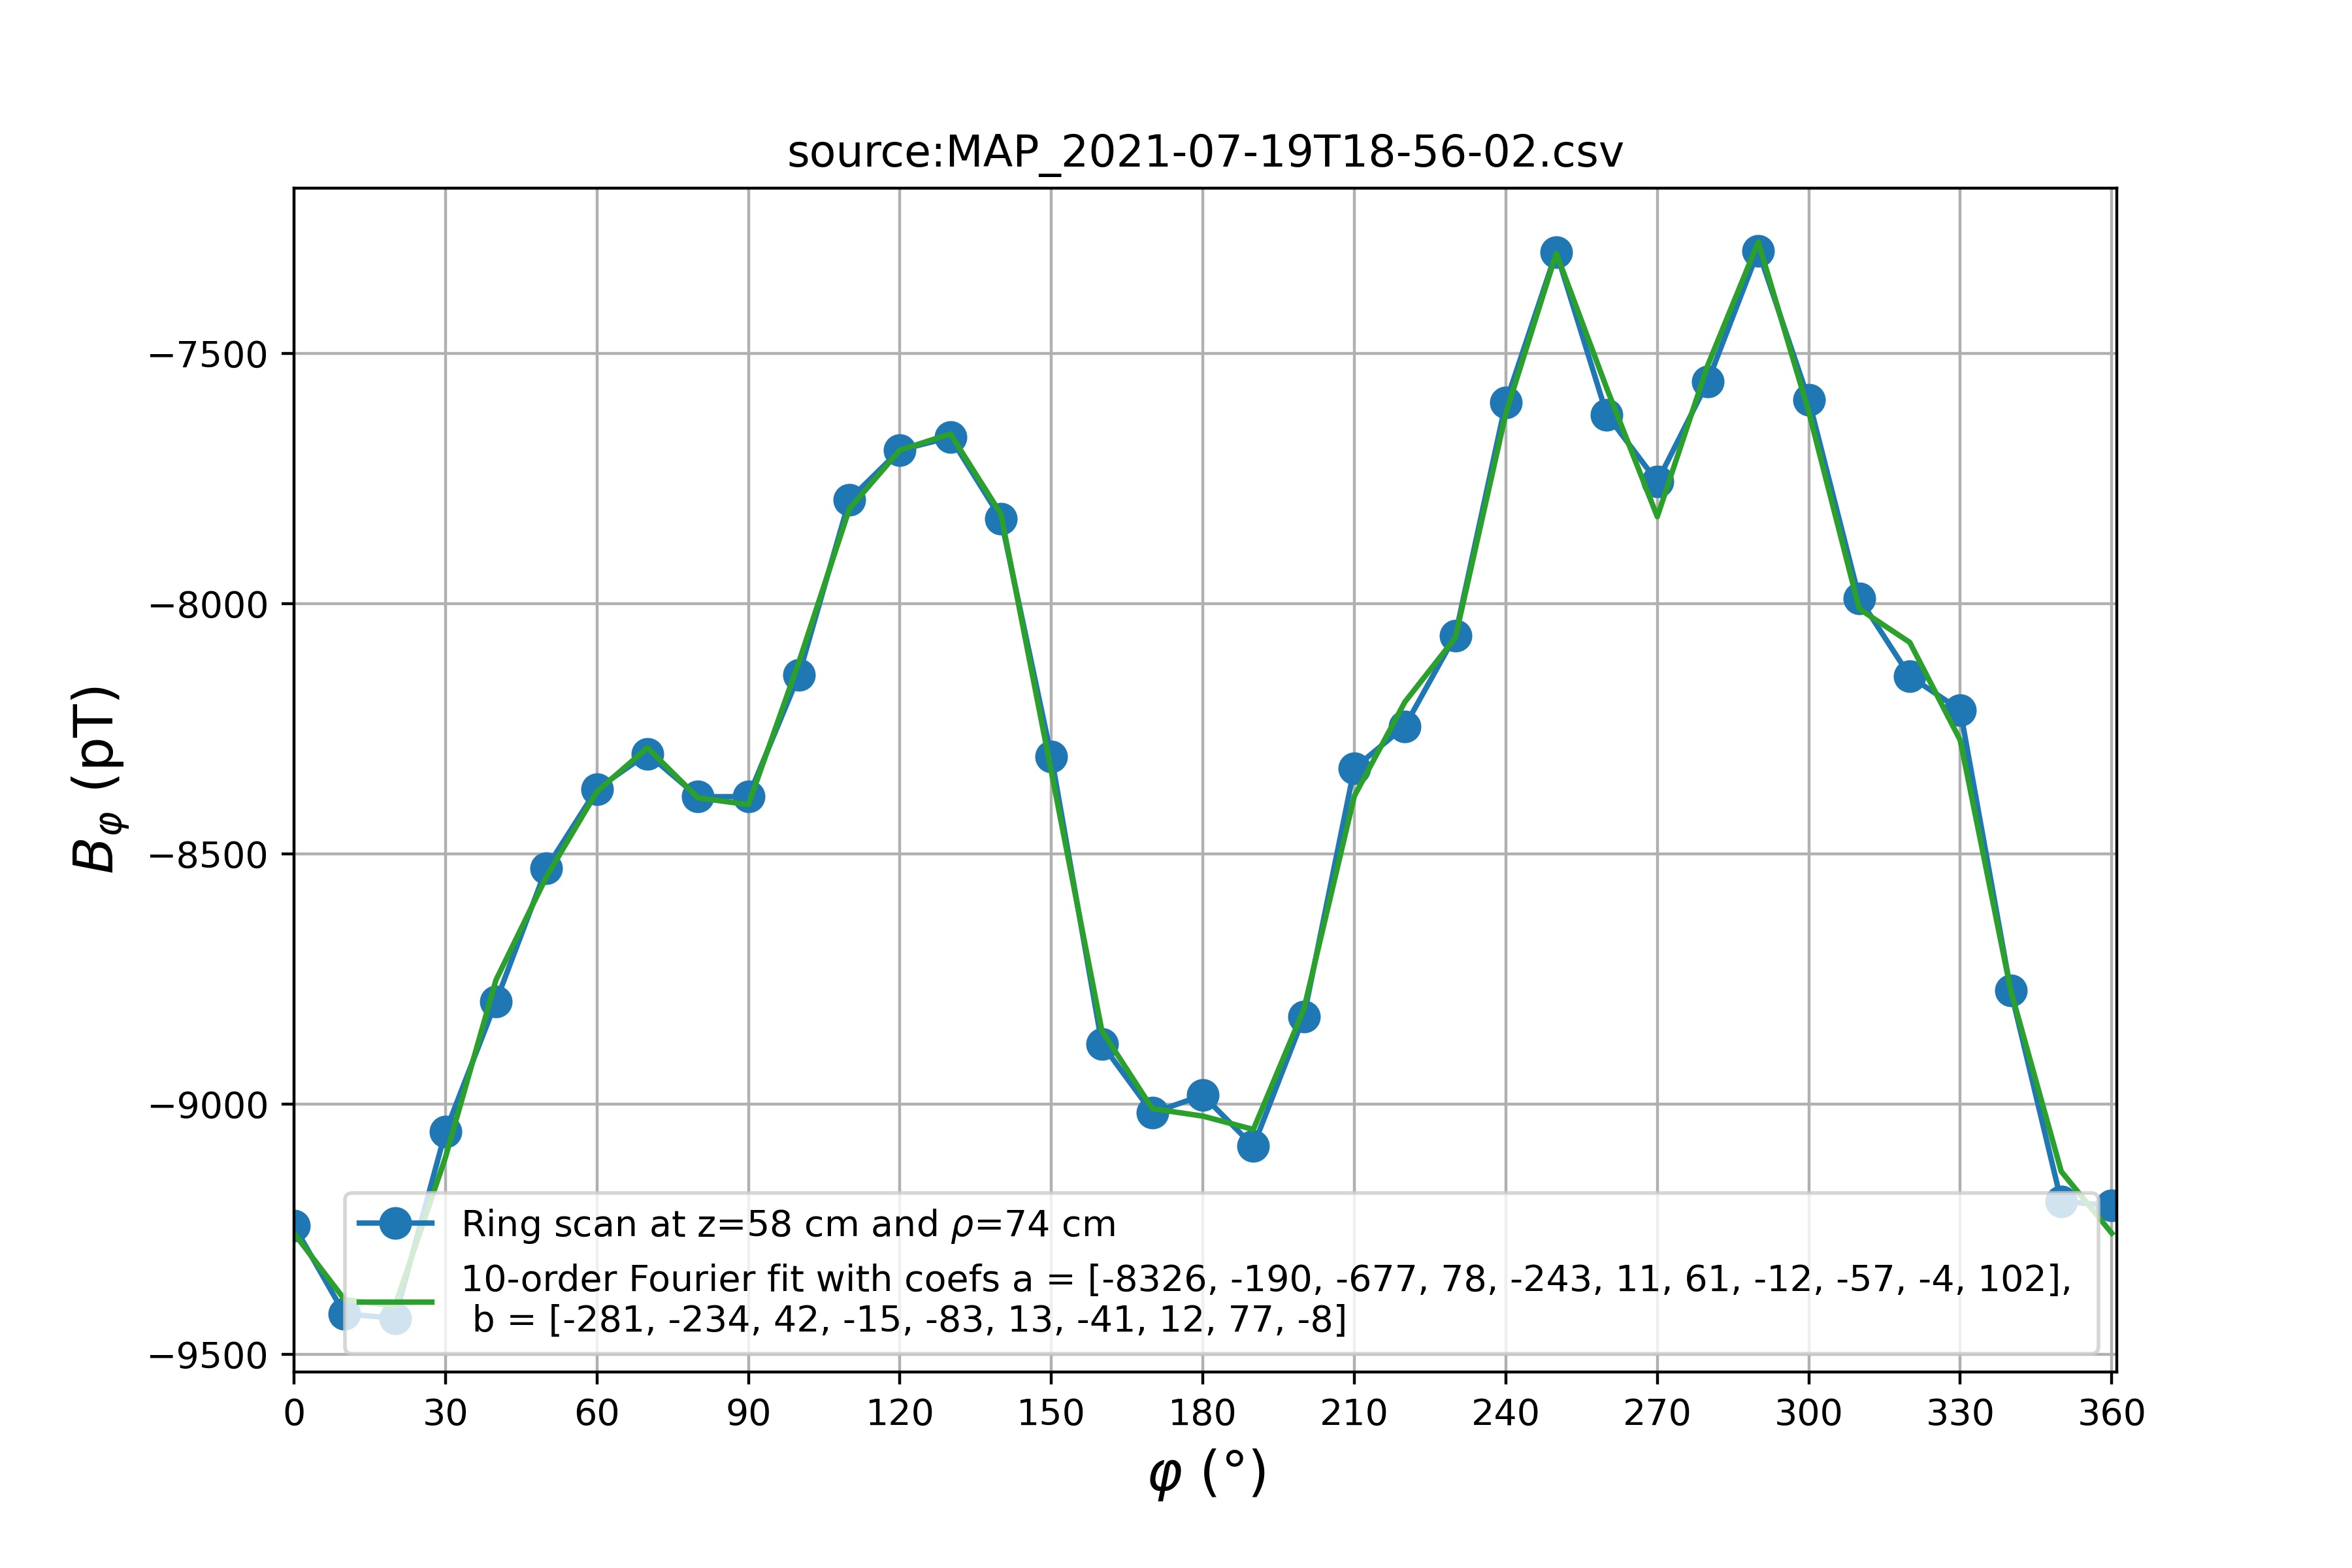 source:MAP_2021-07-19T18-56-02.csv
−7500
−8000
−8500
−9000
−9500
B_φ (pT)
Ring scan at z=58 cm and ρ=74 cm
10-order Fourier fit with coefs a = [-8326, -190, -677, 78, -243, 11, 61, -12, -57, -4, 102],
b = [-281, -234, 42, -15, -83, 13, -41, 12, 77, -8]
0 30 60 90 120 150 180 210 240 270 300 330 360
φ (°)